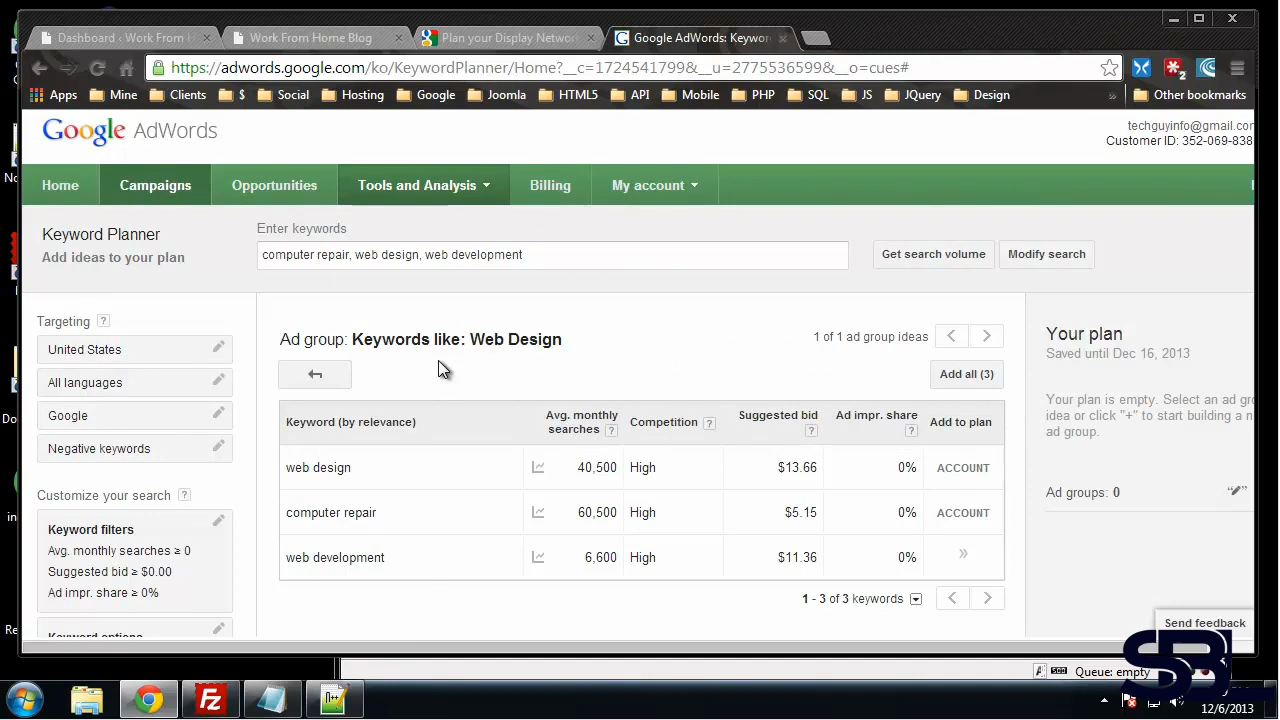 Dashboard ‹ Work From H
Work From Home Blog
Plan your Display Network
Google AdWords: Keywor
https://adwords.google.com/ko/KeywordPlanner/Home?__c=1724541799&__u=2775536599&__o=cues#
2
Apps
Mine
Clients
$
Social
Hosting
Google
Joomla
HTML5
API
Mobile
PHP
SQL
JS
JQuery
Design
»
Other bookmarks
Google AdWords
techguyinfo@gmail.com
Customer ID: 352-069-838
Home
Campaigns
Opportunities
Tools and Analysis
Billing
My account
Keyword Planner
Add ideas to your plan
Enter keywords
computer repair, web design, web development
Get search volume
Modify search
Targeting ?
United States
All languages
Google
Negative keywords
Customize your search ?
Keyword filters
Avg. monthly searches ≥ 0
Suggested bid ≥ $0.00
Ad impr. share ≥ 0%
Keyword options
Ad group: Keywords like: Web Design
1 of 1 ad group ideas
Add all (3)
Keyword (by relevance)
Avg. monthly
searches ?
Competition ?
Suggested bid
?
Ad impr. share
?
Add to plan
web design 40,500 High $13.66 0% ACCOUNT
computer repair 60,500 High $5.15 0% ACCOUNT
web development 6,600 High $11.36 0% »
1 - 3 of 3 keywords
Your plan
Saved until Dec 16, 2013
Your plan is empty. Select an ad gro
idea or click "+" to start building a n
ad group.
Ad groups: 0
Send feedback
SB
Queue: empty
12/6/2013